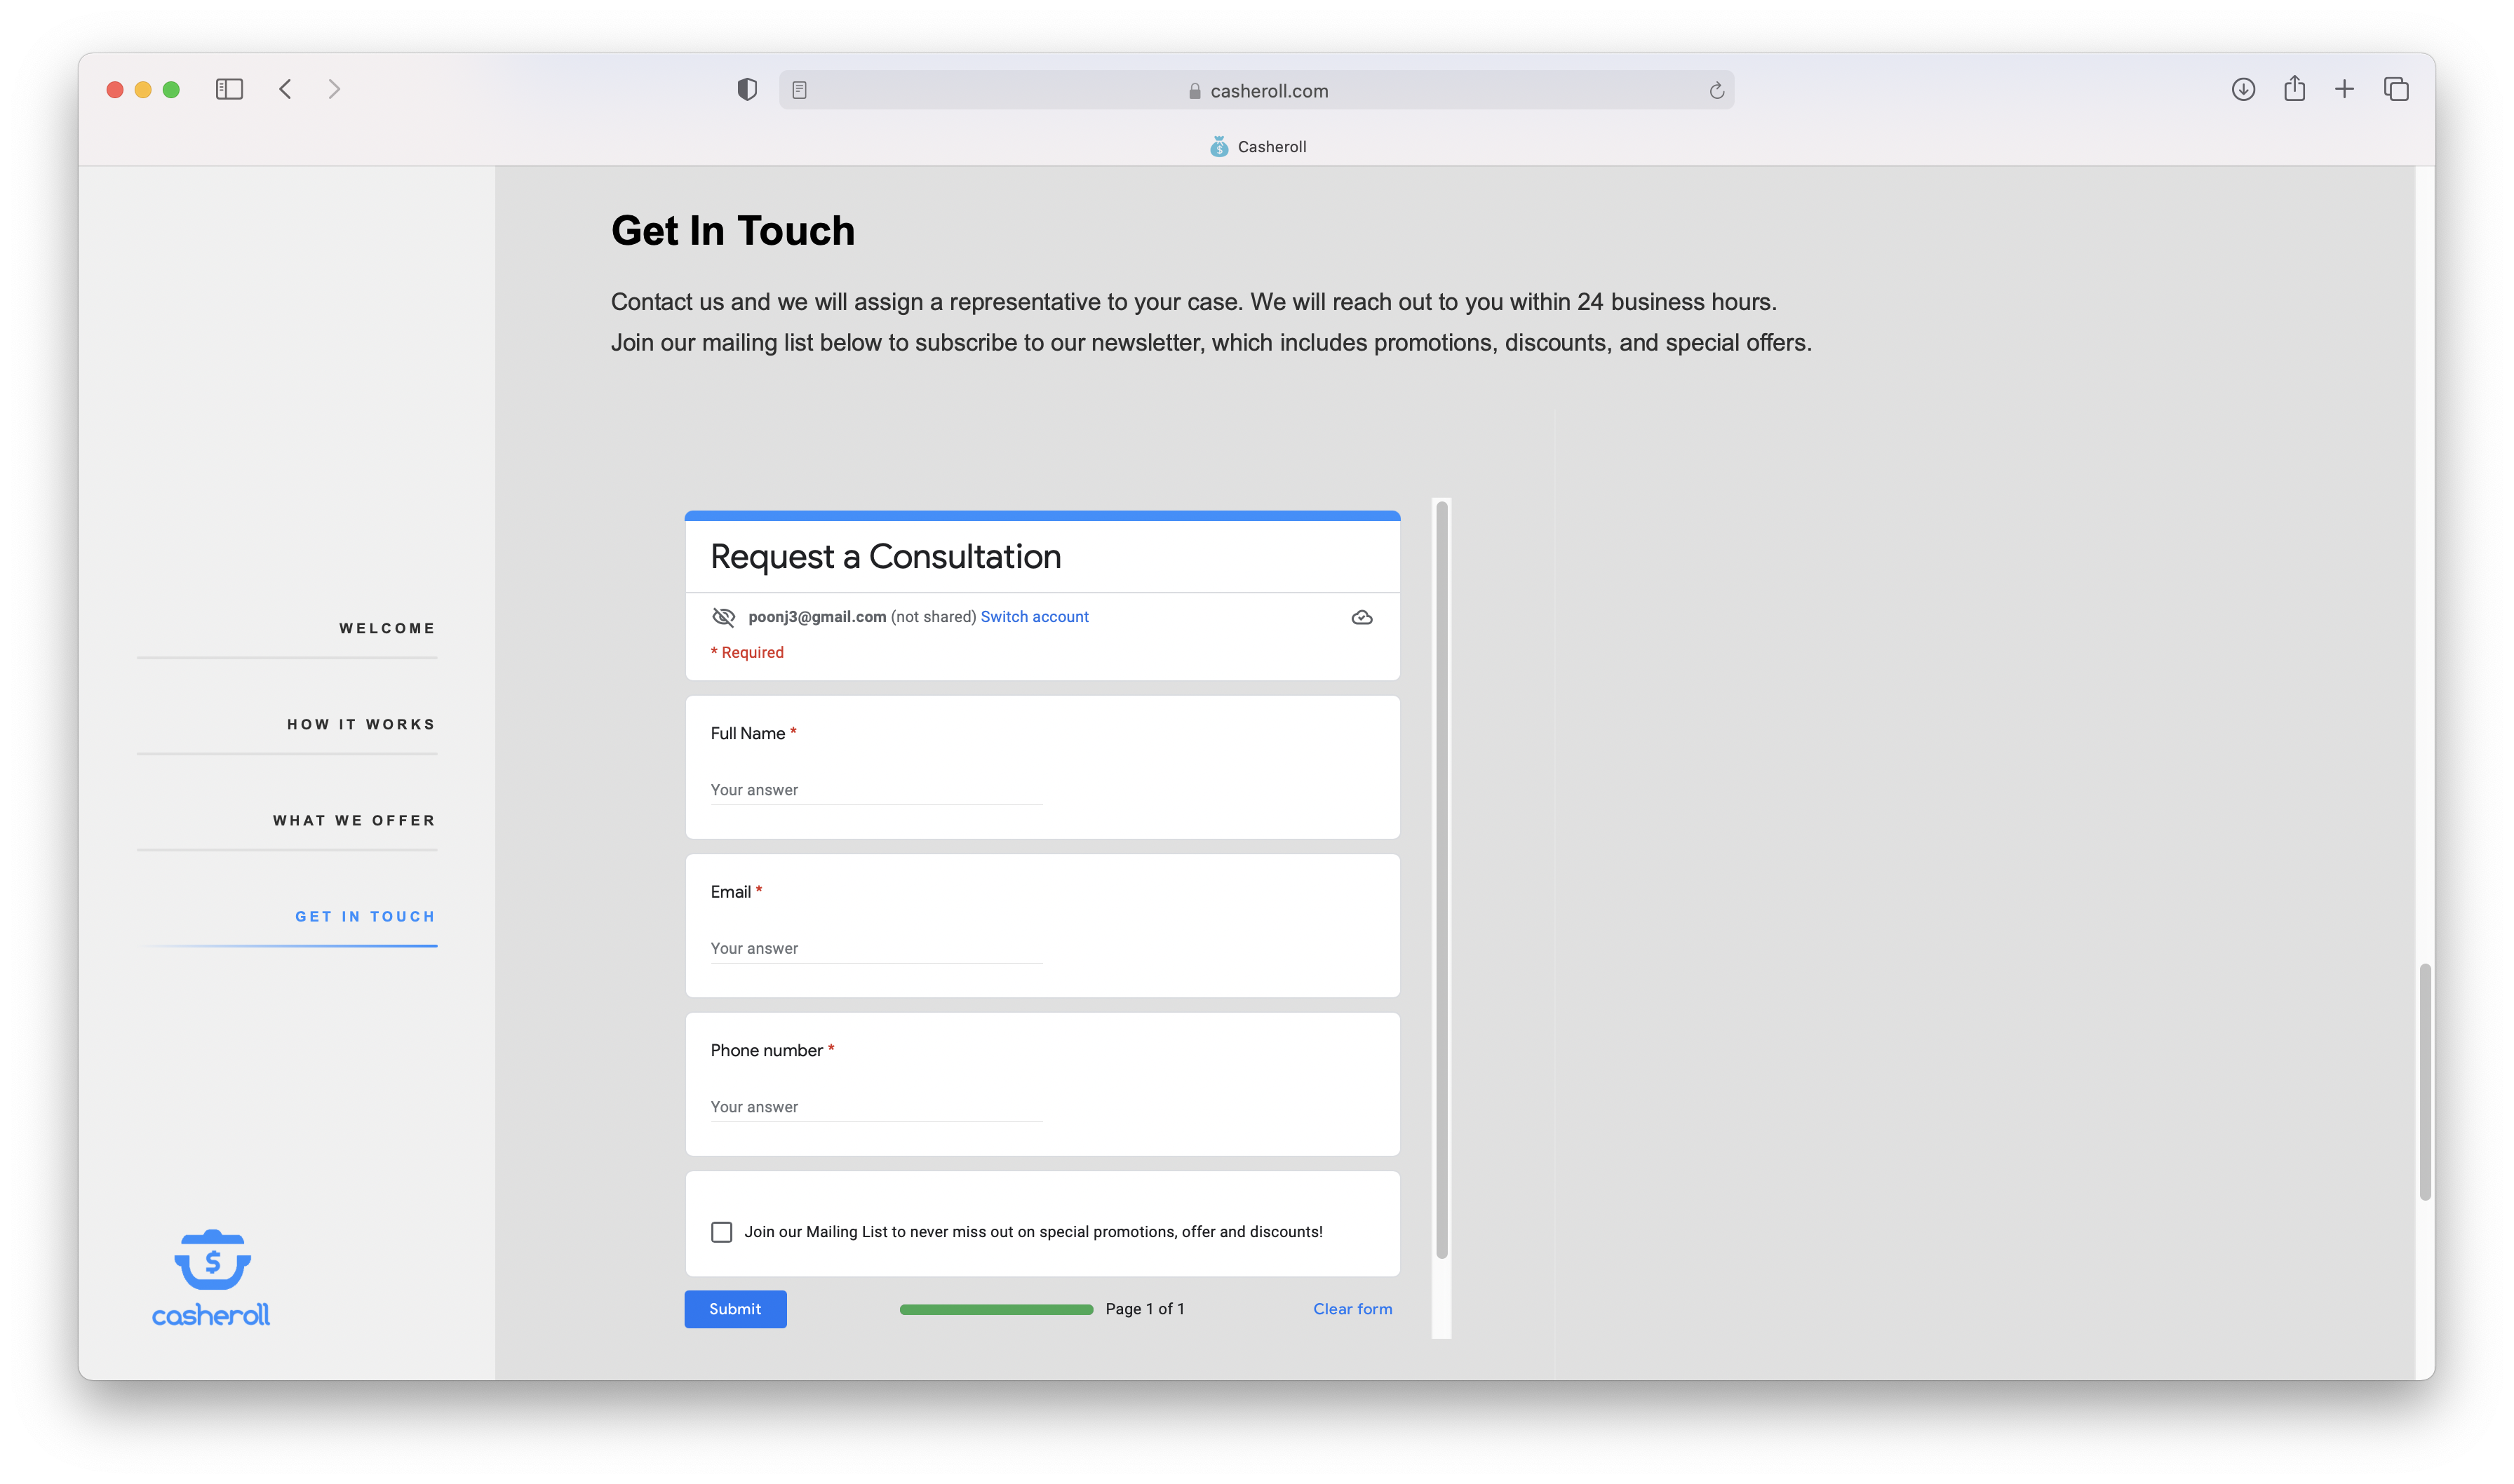 casheroll.com
Casheroll
Get In Touch
Contact us and we will assign a representative to your case. We will reach out to you within 24 business hours.
Join our mailing list below to subscribe to our newsletter, which includes promotions, discounts, and special offers.
WELCOME
HOW IT WORKS
WHAT WE OFFER
GET IN TOUCH
$
casheroll
Request a Consultation
poonj3@gmail.com (not shared) Switch account
* Required
Full Name *
Your answer
Email *
Your answer
Phone number *
Your answer
Join our Mailing List to never miss out on special promotions, offer and discounts!
Submit
Page 1 of 1
Clear form